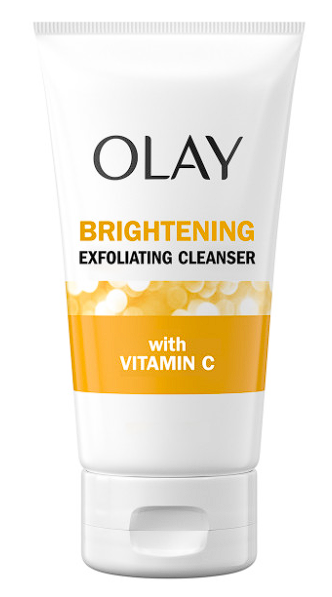 OLAY
BRIGHTENING
EXFOLIATING CLEANSER
with
VITAMIN C